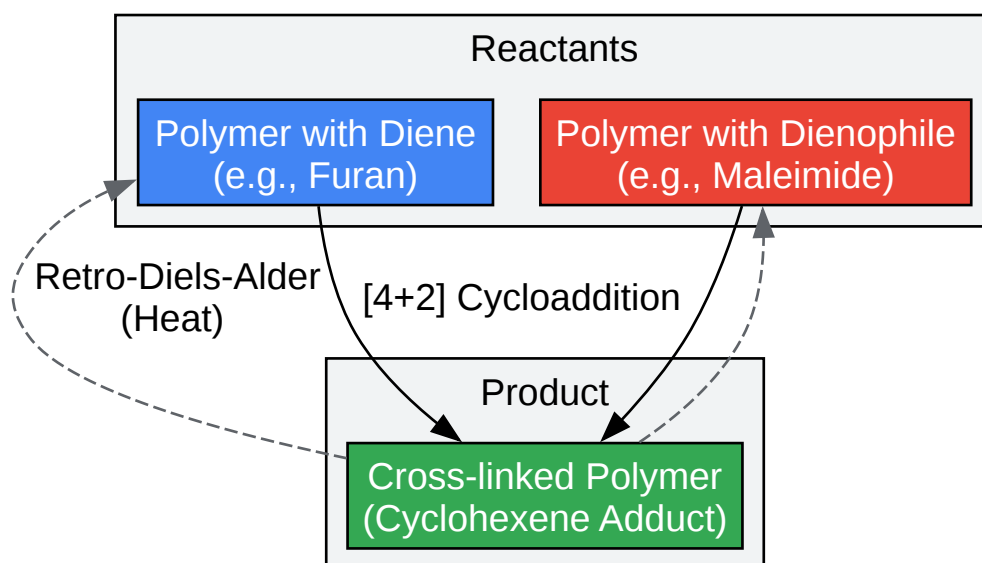 Reactants
Polymer with Diene
(e.g., Furan)
Polymer with Dienophile
(e.g., Maleimide)
Retro-Diels-Alder
(Heat)
[4+2] Cycloaddition
Product
Cross-linked Polymer
(Cyclohexene Adduct)